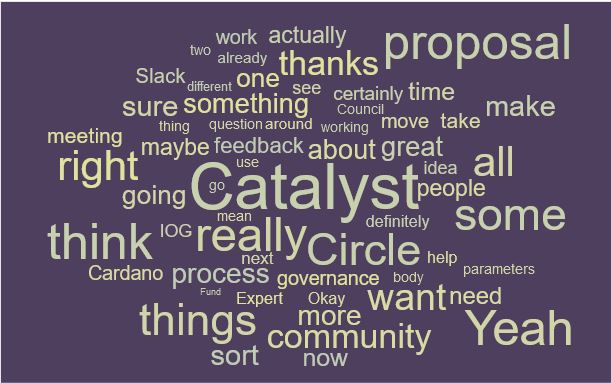 work actually proposal
two already
Slack different one thanks
see certainly time
sure something Council make
thing question around working move take
meeting maybe feedback about great
right use idea all
going go Catalyst people
mean definitely some
think IOG really Circle
next help
Cardano process governance body parameters
Fund Expert Okay want need
things more Yeah
community
sort now